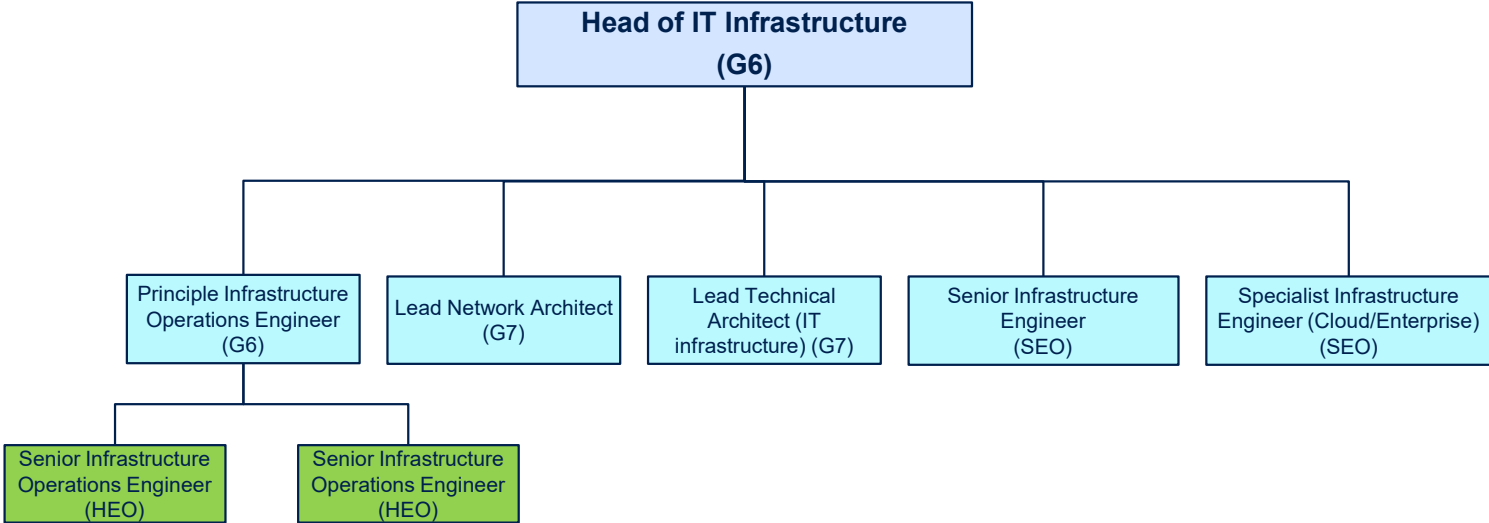 Head of IT Infrastructure
(G6)
Principle Infrastructure
Operations Engineer
(G6)
Lead Network Architect
(G7)
Lead Technical
Architect (IT
infrastructure) (G7)
Senior Infrastructure
Engineer
(SEO)
Specialist Infrastructure
Engineer (Cloud/Enterprise)
(SEO)
Senior Infrastructure
Operations Engineer
(HEO)
Senior Infrastructure
Operations Engineer
(HEO)